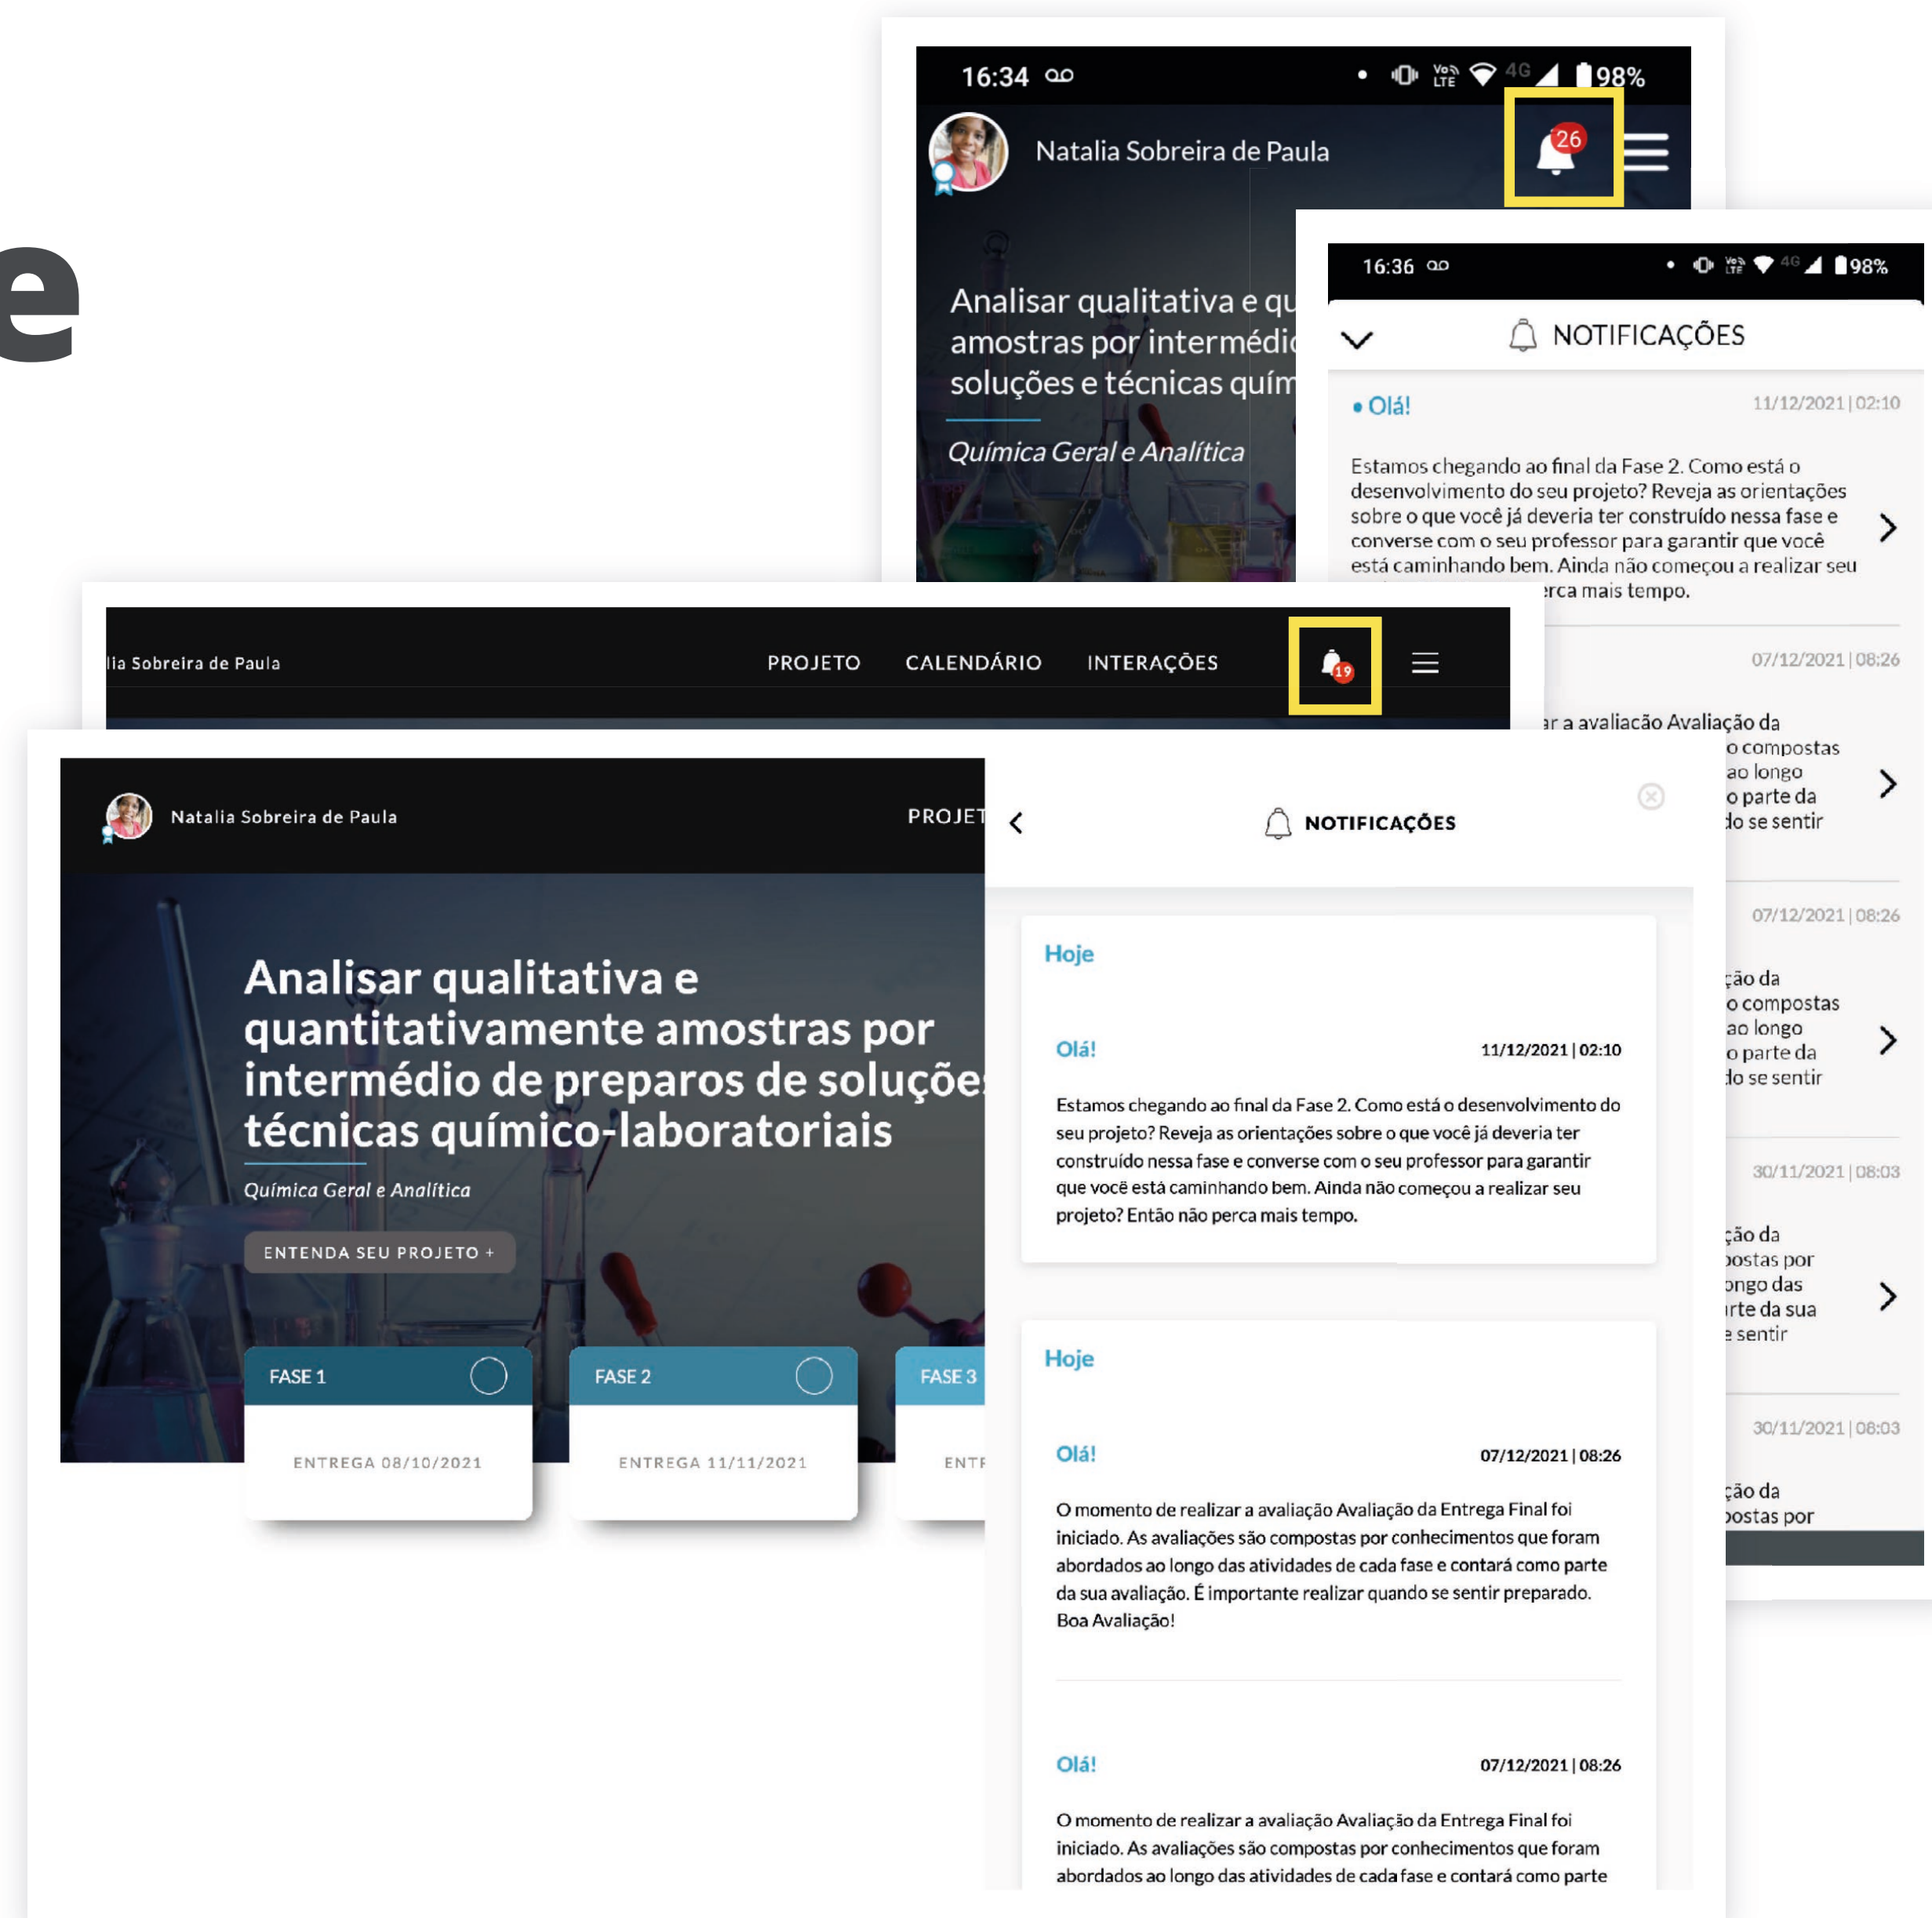 e
16:34
Vo)) LTE 4G 98%
Natalia Sobreira de Paula
26
Analisar qualitativa e qu
amostras por intermédi
soluções e técnicas quím
Química Geral e Analítica
16:36
Vo)) LTE 4G 98%
NOTIFICAÇÕES
• Olá!
11/12/2021 | 02:10
Estamos chegando ao final da Fase 2. Como está o
desenvolvimento do seu projeto? Reveja as orientações
sobre o que você já deveria ter construído nessa fase e
converse com o seu professor para garantir que você
está caminhando bem. Ainda não começou a realizar seu
erca mais tempo.
07/12/2021 | 08:26
ar a avaliação Avaliação da
o compostas
ao longo
o parte da
do se sentir
07/12/2021 | 08:26
ção da
o compostas
ao longo
o parte da
do se sentir
30/11/2021 | 08:03
ção da
postas por
ongo das
rte da sua
e sentir
30/11/2021 | 08:03
ção da
postas por
lia Sobreira de Paula
PROJETO CALENDÁRIO INTERAÇÕES
19
Natalia Sobreira de Paula
PROJET
Analisar qualitativa e
quantitativamente amostras por
intermédio de preparos de soluções
técnicas químico-laboratoriais
Química Geral e Analítica
ENTENDA SEU PROJETO +
FASE 1
ENTREGA 08/10/2021
FASE 2
ENTREGA 11/11/2021
FASE 3
ENTR
NOTIFICAÇÕES
Hoje
Olá!
11/12/2021 | 02:10
Estamos chegando ao final da Fase 2. Como está o desenvolvimento do
seu projeto? Reveja as orientações sobre o que você já deveria ter
construído nessa fase e converse com o seu professor para garantir
que você está caminhando bem. Ainda não começou a realizar seu
projeto? Então não perca mais tempo.
Hoje
Olá!
07/12/2021 | 08:26
O momento de realizar a avaliação Avaliação da Entrega Final foi
iniciado. As avaliações são compostas por conhecimentos que foram
abordados ao longo das atividades de cada fase e contará como parte
da sua avaliação. É importante realizar quando se sentir preparado.
Boa Avaliação!
Olá!
07/12/2021 | 08:26
O momento de realizar a avaliação Avaliação da Entrega Final foi
iniciado. As avaliações são compostas por conhecimentos que foram
abordados ao longo das atividades de cada fase e contará como parte